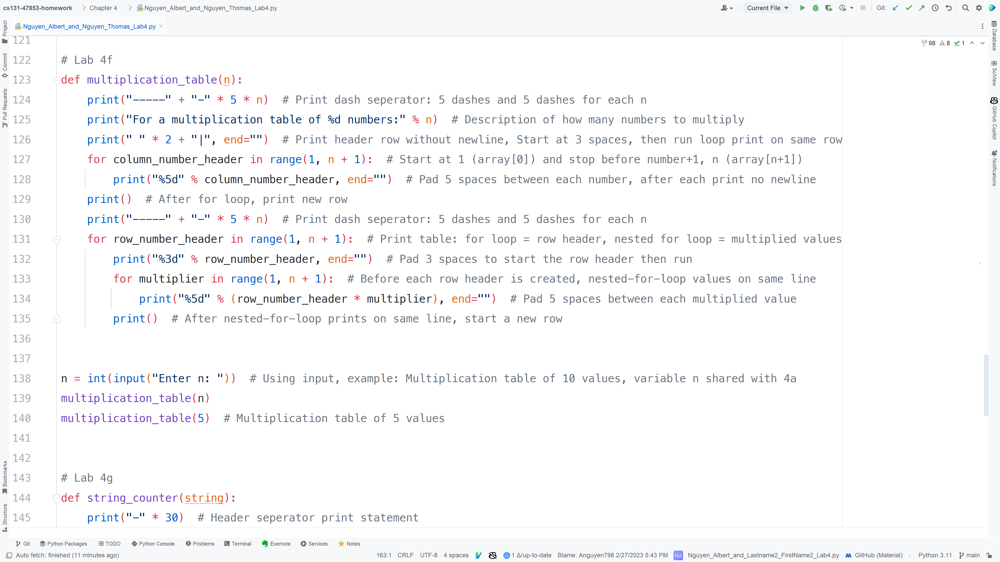 cs131-47853-homework Chapter 4 Nguyen_Albert_and_Nguyen_Thomas_Lab4.py Current File Git:
Nguyen_Albert_and_Nguyen_Thomas_Lab4.py
98 8 1
121
122 # Lab 4f
123 def multiplication_table(n):
124 print("-----" + "-" * 5 * n)  # Print dash seperator: 5 dashes and 5 dashes for each n
125 print("For a multiplication table of %d numbers:" % n)  # Description of how many numbers to multiply
126 print(" " * 2 + "|", end="")  # Print header row without newline, Start at 3 spaces, then run loop print on same row
127 for column_number_header in range(1, n + 1):  # Start at 1 (array[0]) and stop before number+1, n (array[n+1])
128 print("%5d" % column_number_header, end="")  # Pad 5 spaces between each number, after each print no newline
129 print()  # After for loop, print new row
130 print("-----" + "-" * 5 * n)  # Print dash seperator: 5 dashes and 5 dashes for each n
131 for row_number_header in range(1, n + 1):  # Print table: for loop = row header, nested for loop = multiplied values
132 print("%3d" % row_number_header, end="")  # Pad 3 spaces to start the row header then run
133 for multiplier in range(1, n + 1):  # Before each row header is created, nested-for-loop values on same line
134 print("%5d" % (row_number_header * multiplier), end="")  # Pad 5 spaces between each multiplied value
135 print()  # After nested-for-loop prints on same line, start a new row
136
137
138 n = int(input("Enter n: "))  # Using input, example: Multiplication table of 10 values, variable n shared with 4a
139 multiplication_table(n)
140 multiplication_table(5)  # Multiplication table of 5 values
141
142
143 # Lab 4g
144 def string_counter(string):
145 print("-" * 30)  # Header seperator print statement
Project
Commit
Pull Requests
Bookmarks
Structure
Database
SciView
GitHub Copilot
Notifications
Git Python Packages TODO Python Console Problems Terminal Evernote Services Notes
Auto fetch: finished (11 minutes ago) 163:1 CRLF UTF-8 4 spaces 1 Δ/up-to-date Blame: Anguyen798 2/27/2023 5:43 PM NA Nguyen_Albert_and_Lastname2_FirstName2_Lab4.py GitHub (Material) · Python 3.11 main